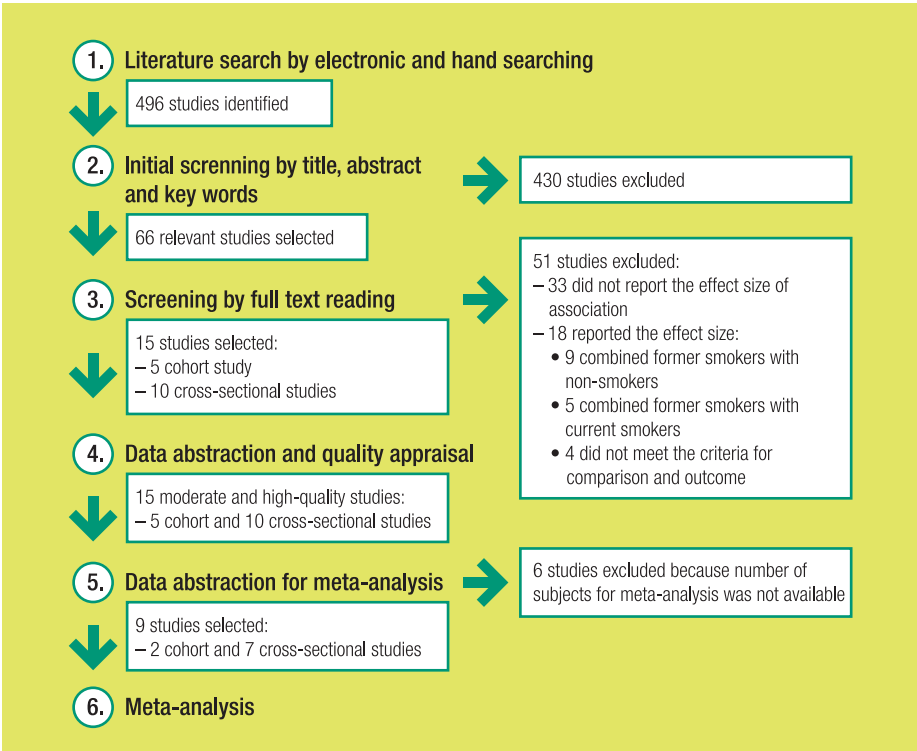 1. Literature search by electronic and hand searching
496 studies identified
2. Initial screnning by title, abstract
and key words
430 studies excluded
66 relevant studies selected
3. Screening by full text reading
51 studies excluded:
– 33 did not report the effect size of
association
– 18 reported the effect size:
• 9 combined former smokers with
non-smokers
• 5 combined former smokers with
current smokers
• 4 did not meet the criteria for
comparison and outcome
15 studies selected:
– 5 cohort study
– 10 cross-sectional studies
4. Data abstraction and quality appraisal
15 moderate and high-quality studies:
– 5 cohort and 10 cross-sectional studies
5. Data abstraction for meta-analysis
6 studies excluded because number of
subjects for meta-analysis was not available
9 studies selected:
– 2 cohort and 7 cross-sectional studies
6. Meta-analysis